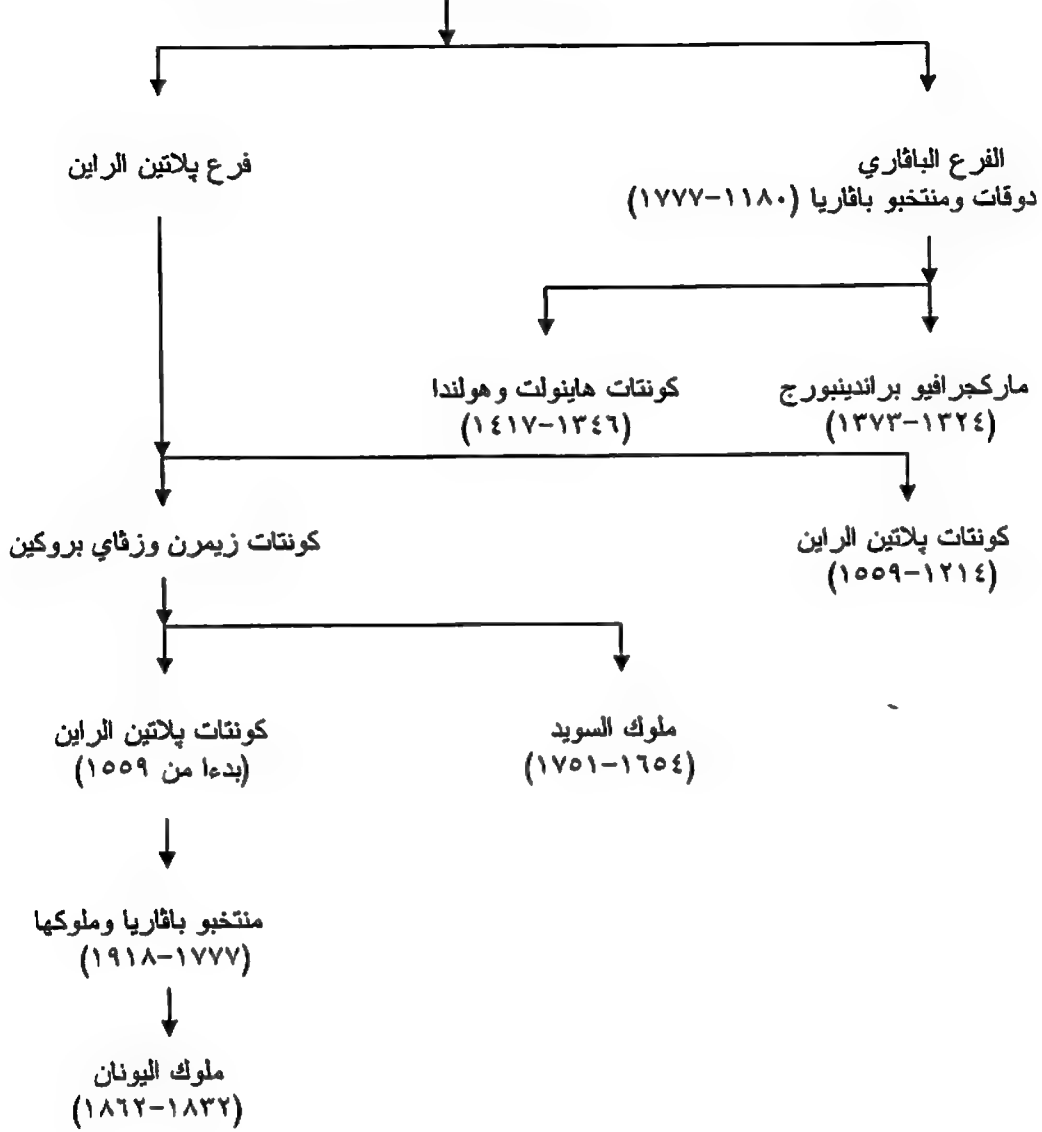 الفرع الباڤاري
دوقات ومنتخبو باڤاريا (١١٨٠-١٧٧٧)
فرع پلاتين الراين
ماركجرافيو براندينبورج
(١٣٢٤-١٣٧٣)
كونتات هاينولت وهولندا
(١٣٤٦-١٤١٧)
كونتات پلاتين الراين
(١٢١٤-١٥٥٩)
كونتات زيمرن وزڤاي بروكين
ملوك السويد
(١٦٥٤-١٧٥١)
كونتات پلاتين الراين
(بدءا من ١٥٥٩)
منتخبو باڤاريا وملوكها
(١٧٧٧-١٩١٨)
ملوك اليونان
(١٨٣٢-١٨٦٢)